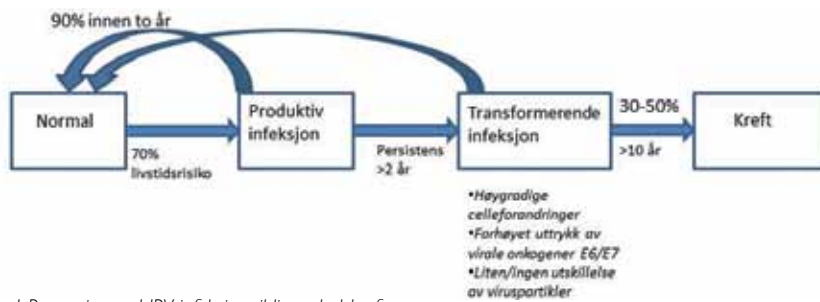 90% innen to år
Normal
70%
livstidsrisiko
Produktiv
infeksjon
Persistens
>2 år
Transformerende
infeksjon
30-50%
>10 år
Kreft
•Høygradige
celleforandringer
•Forhøyet uttrykk av
virale onkogener E6/E7
•Liten/ingen utskillelse
av viruspartikler